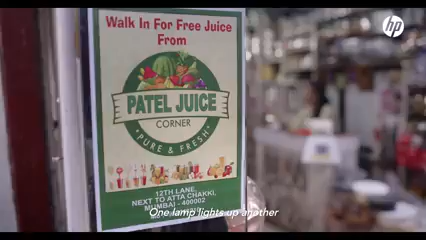 Walk In For Free Juice
From
hp
PATEL JUICE
CORNER
PURE & FRESH
12TH LANE,
NEXT TO ATTA CHAKKI,
MUMBAI - 400002
One lamp lights up another